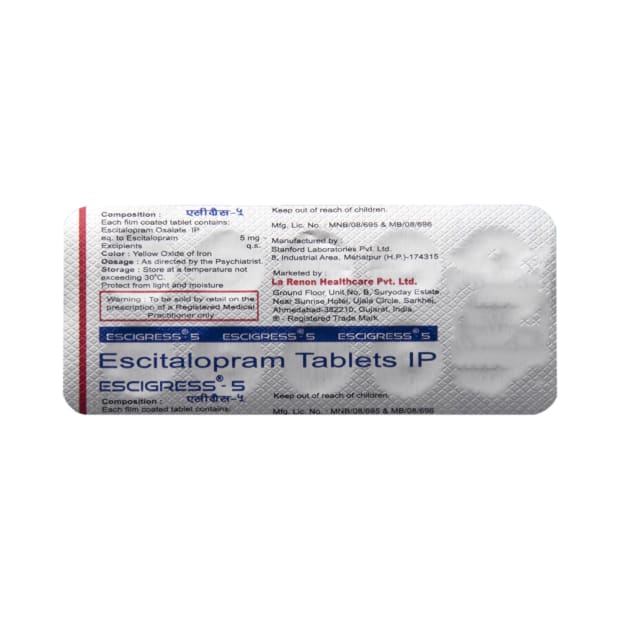 Composition : एसीग्रैस-५
Each film coated tablet contains:
Escitalopram Oxalate IP
eq. to Escitalopram 5 mg
Excipients q.s.
Color : Yellow Oxide of Iron
Dosage : As directed by the Psychiatrist.
Storage : Store at a temperature not
exceeding 30°C.
Protect from light and moisture
Warning : To be sold by retail on the
prescription of a Registered Medical
Practitioner only
Keep out of reach of children.
Mfg. Lic. No. : MNB/08/695 & MB/08/696
Manufactured by :
Stanford Laboratories Pvt. Ltd.
8, Industrial Area, Mehatpur (H.P.)-174315
Marketed by :
La Renon Healthcare Pvt. Ltd.
Ground Floor, Unit No. B, Suryoday Estate,
Near Sunrise Hotel, Ujala Circle, Sarkhej,
Ahmedabad-382210, Gujarat, India.
® - Registered Trade Mark
ESCIGRESS®-5 ESCIGRESS®-5 ESCIGRESS®-5
Escitalopram Tablets IP
ESCIGRESS®-5
Composition : एसीग्रैस-५
Each film coated tablet contains:
Keep out of reach of children.
Mfg. Lic. No. : MNB/08/695 & MB/08/696